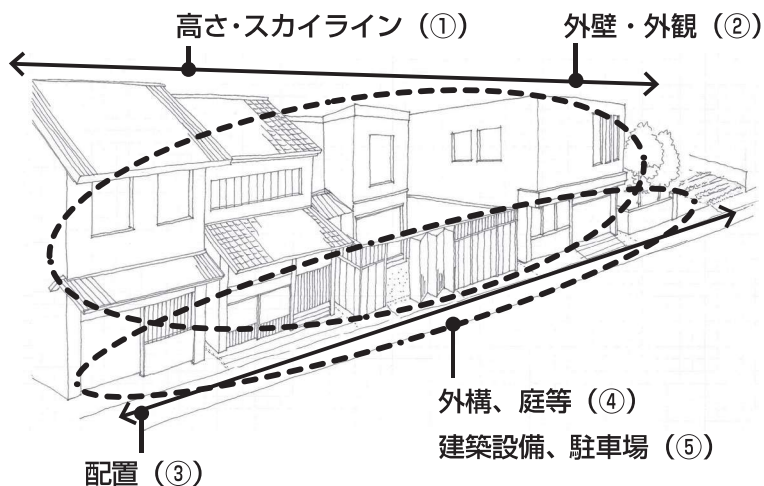 高さ・スカイライン（①）
外壁・外観（②）
外構、庭等（④）
建築設備、駐車場（⑤）
配置（③）